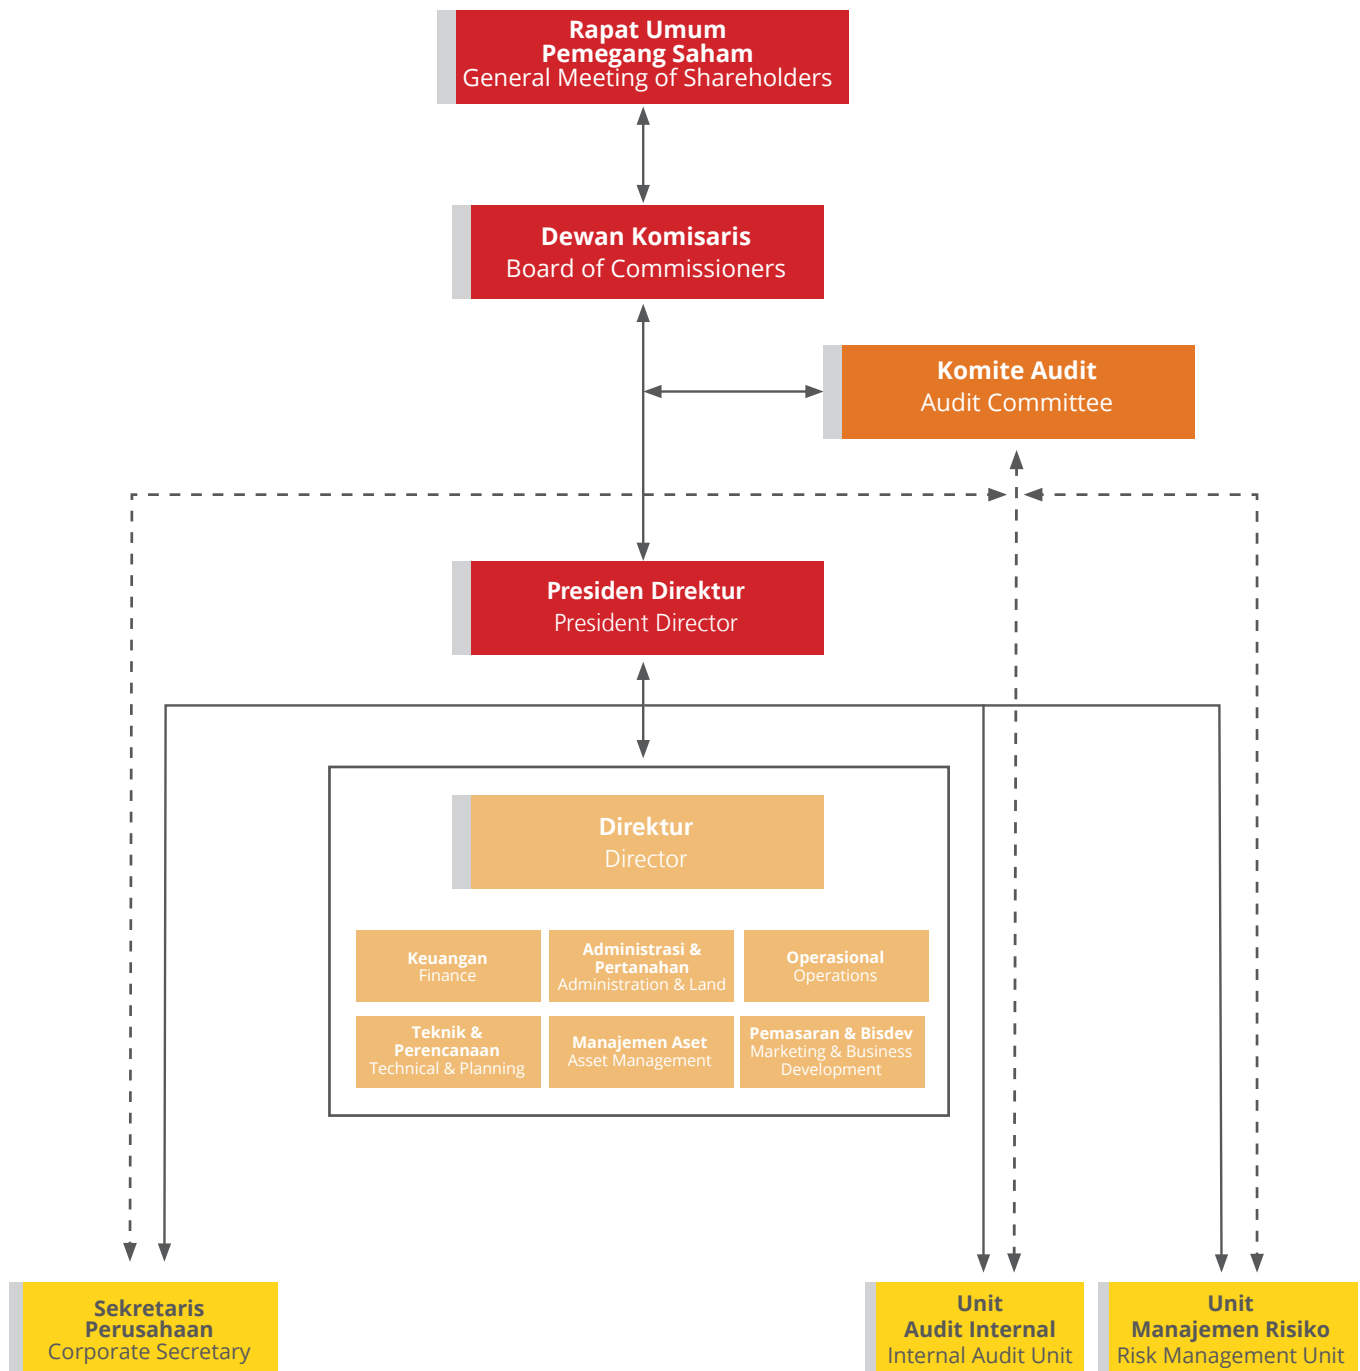 Rapat Umum
Pemegang Saham
General Meeting of Shareholders
Dewan Komisaris
Board of Commissioners
Komite Audit
Audit Committee
Presiden Direktur
President Director
Direktur
Director
Keuangan
Finance
Administrasi &
Pertanahan
Administration & Land
Operasional
Operations
Teknik &
Perencanaan
Technical & Planning
Manajemen Aset
Asset Management
Pemasaran & Bisdev
Marketing & Business
Development
Sekretaris
Perusahaan
Corporate Secretary
Unit
Audit Internal
Internal Audit Unit
Unit
Manajemen Risiko
Risk Management Unit